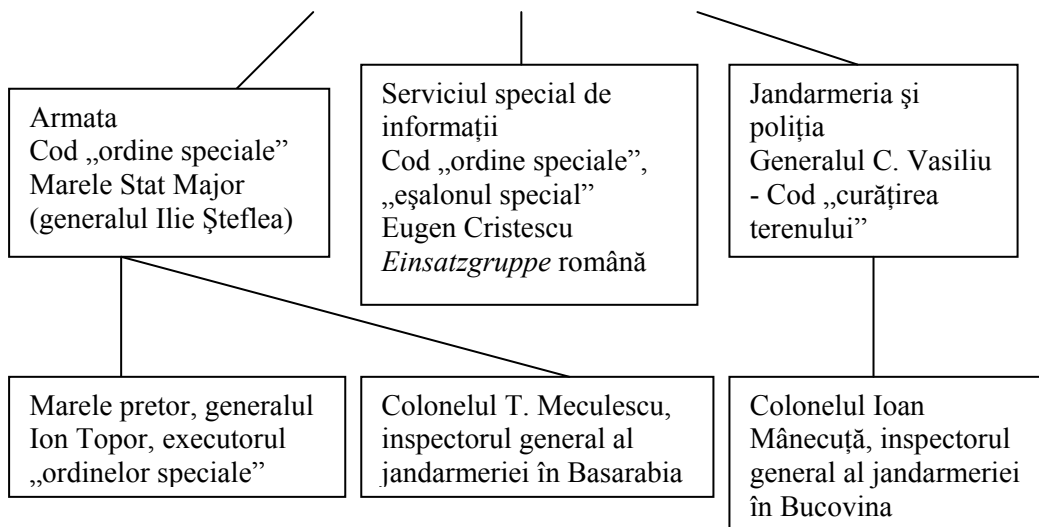 Armata
Cod „ordine speciale”
Marele Stat Major
(generalul Ilie Şteflea)
Serviciul special de
informații
Cod „ordine speciale”,
„eşalonul special”
Eugen Cristescu
Einsatzgruppe română
Jandarmeria şi
poliția
Generalul C. Vasiliu
- Cod „curățirea
terenului”
Marele pretor, generalul
Ion Topor, executorul
„ordinelor speciale”
Colonelul T. Meculescu,
inspectorul general al
jandarmeriei în Basarabia
Colonelul Ioan
Mânecuță, inspectorul
general al jandarmeriei
în Bucovina